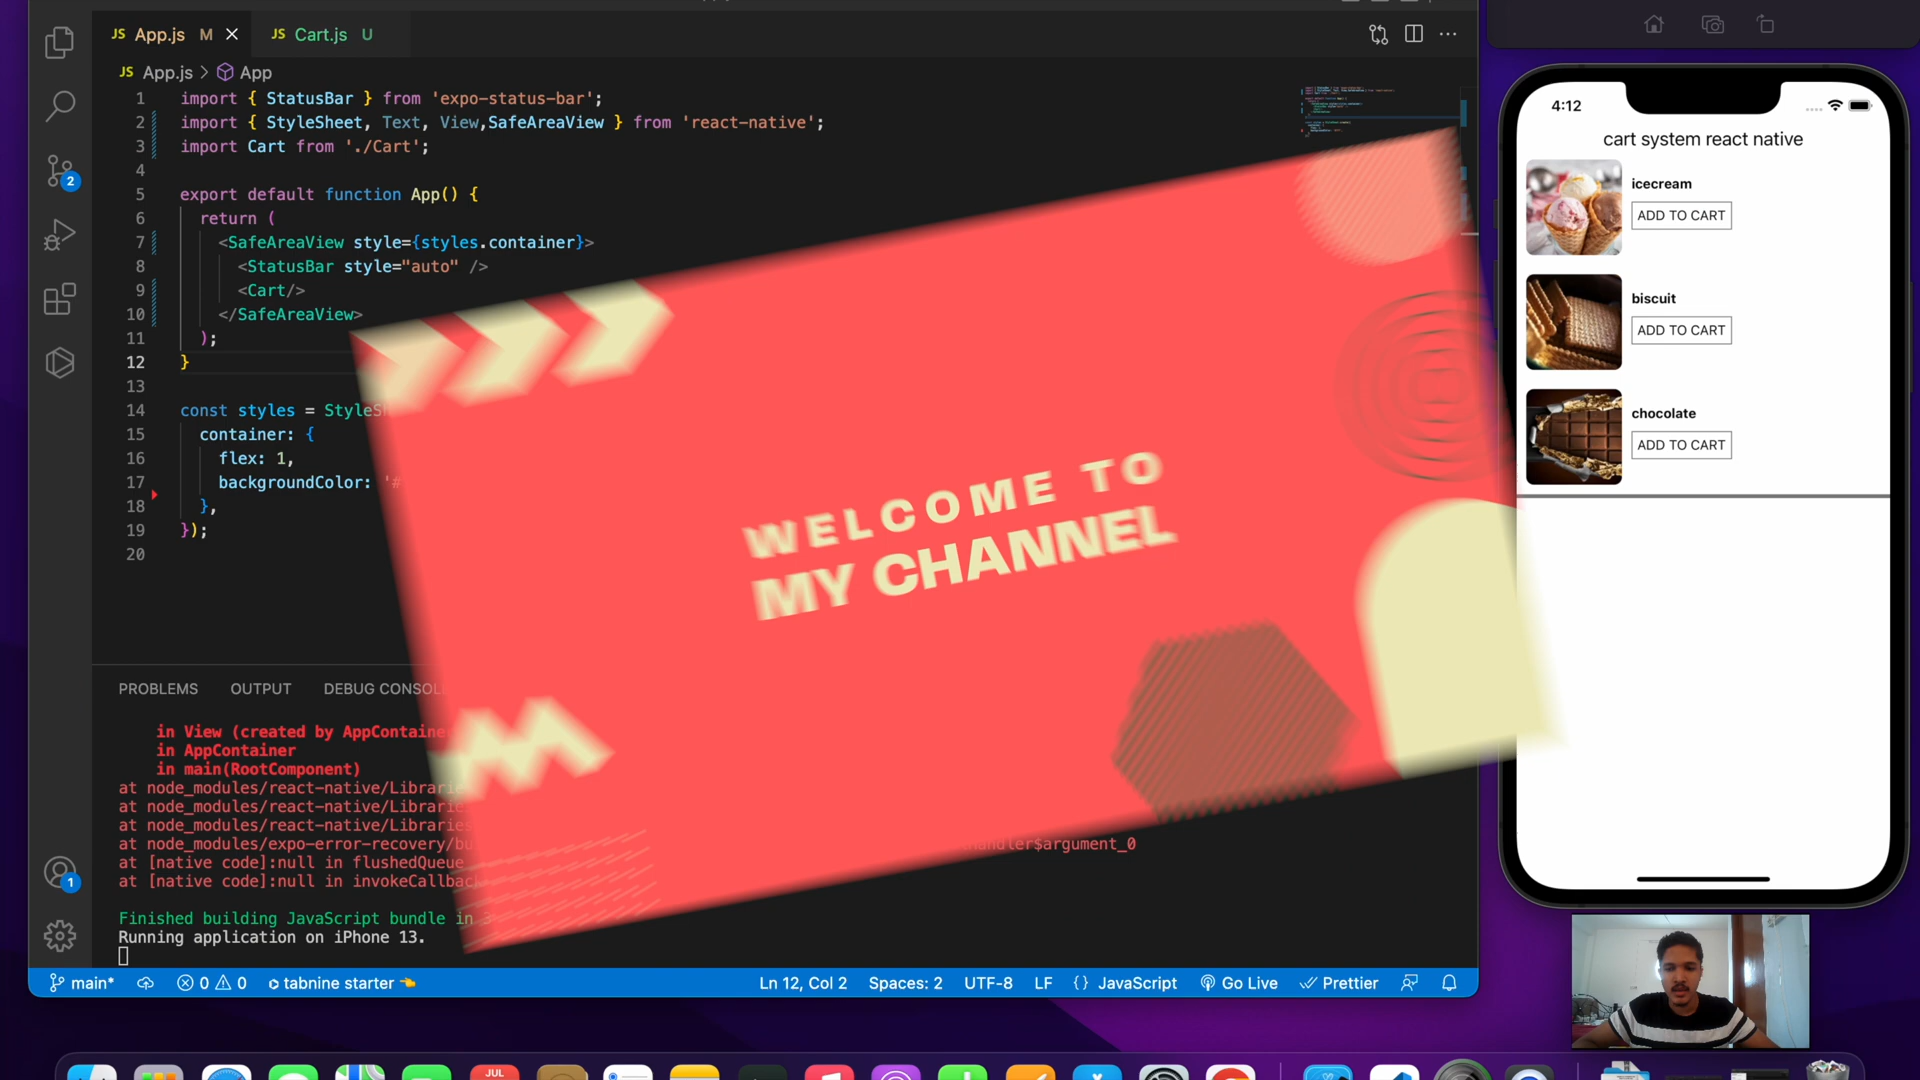 JS App.js M
JS Cart.js U
JS App.js > App
1 import { StatusBar } from 'expo-status-bar';
2 import { StyleSheet, Text, View,SafeAreaView } from 'react-native';
3 import Cart from './Cart';
4
5 export default function App() {
6 return (
7 <SafeAreaView style={styles.container}>
8 <StatusBar style="auto" />
9 <Cart/>
10 </SafeAreaView>
11 );
12 }
13
14 const styles = StyleSh
15 container: {
16 flex: 1,
17 backgroundColor: '#
18 },
19 });
20
WELCOME TO
MY CHANNEL
PROBLEMS OUTPUT DEBUG CONSOL
in View (created by AppContaine
in AppContainer
in main(RootComponent)
at node_modules/react-native/Librarie
at node_modules/react-native/Librarie
at node_modules/react-native/Libraries
at node_modules/expo-error-recovery/bu handler$argument_0
at [native code]:null in flushedQueue
at [native code]:null in invokeCallbac
Finished building JavaScript bundle in 3
Running application on iPhone 13.
main* 0 0 tabnine starter Ln 12, Col 2 Spaces: 2 UTF-8 LF {} JavaScript Go Live Prettier
2
1
4:12
cart system react native
icecream
ADD TO CART
biscuit
ADD TO CART
chocolate
ADD TO CART
JUL